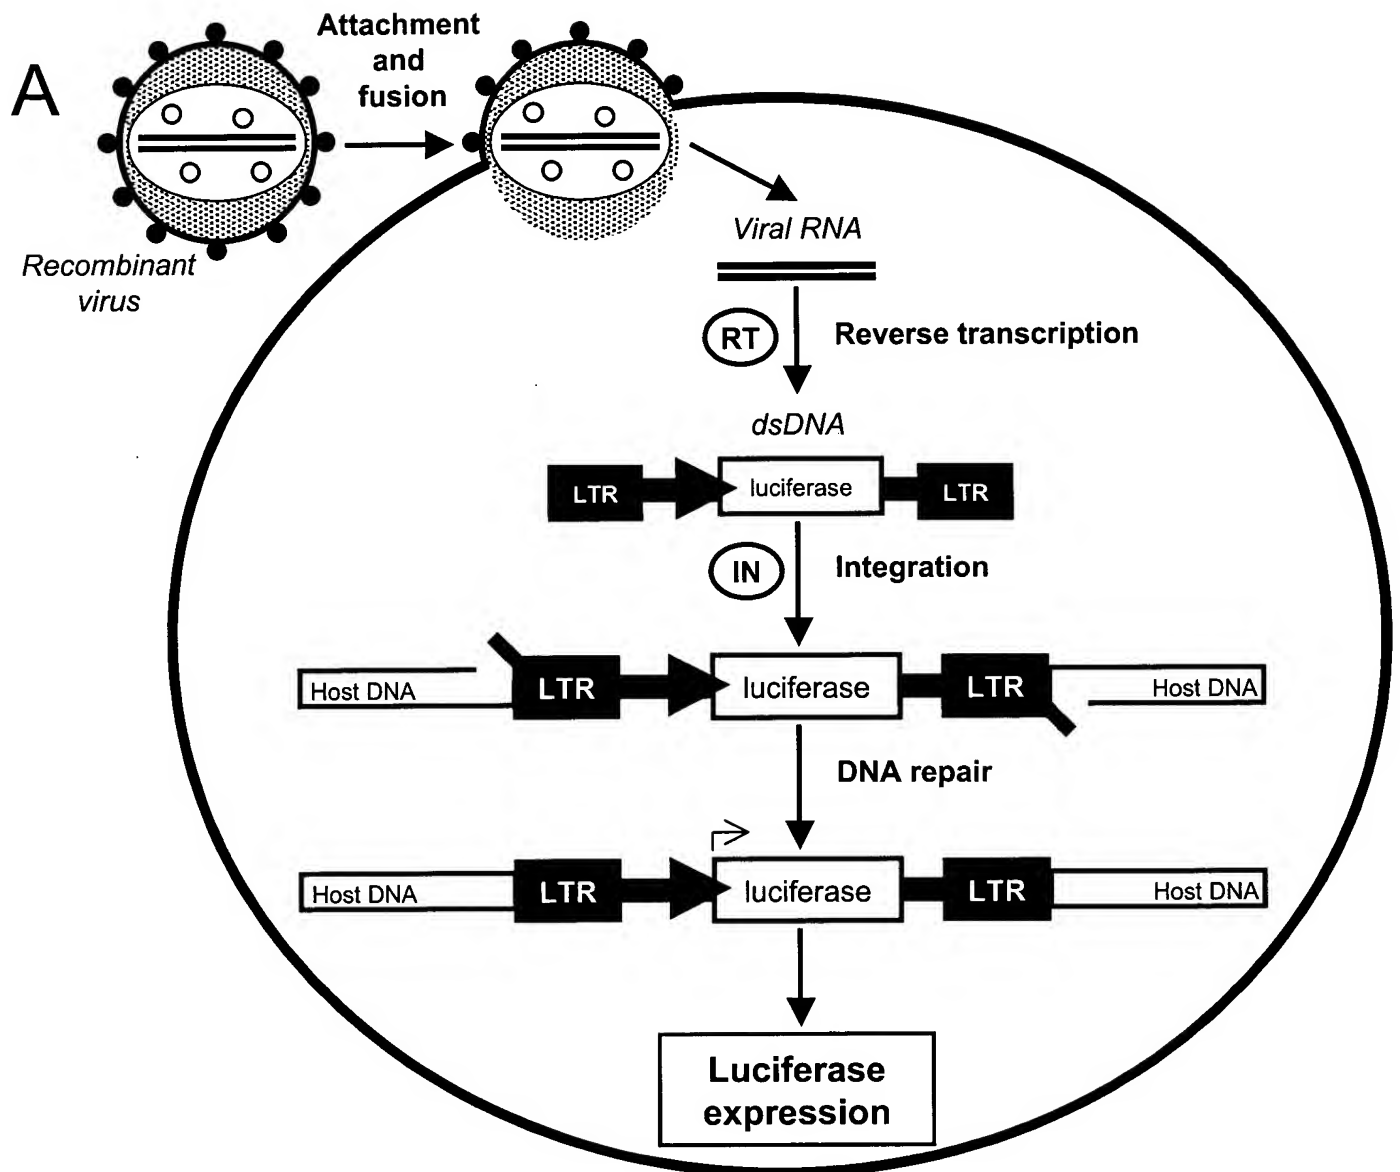 A
Attachment
and
fusion
Recombinant
virus
Viral RNA
RT
Reverse transcription
dsDNA
LTR luciferase LTR
IN
Integration
Host DNA LTR luciferase LTR Host DNA
DNA repair
Host DNA LTR luciferase LTR Host DNA
Luciferase
expression